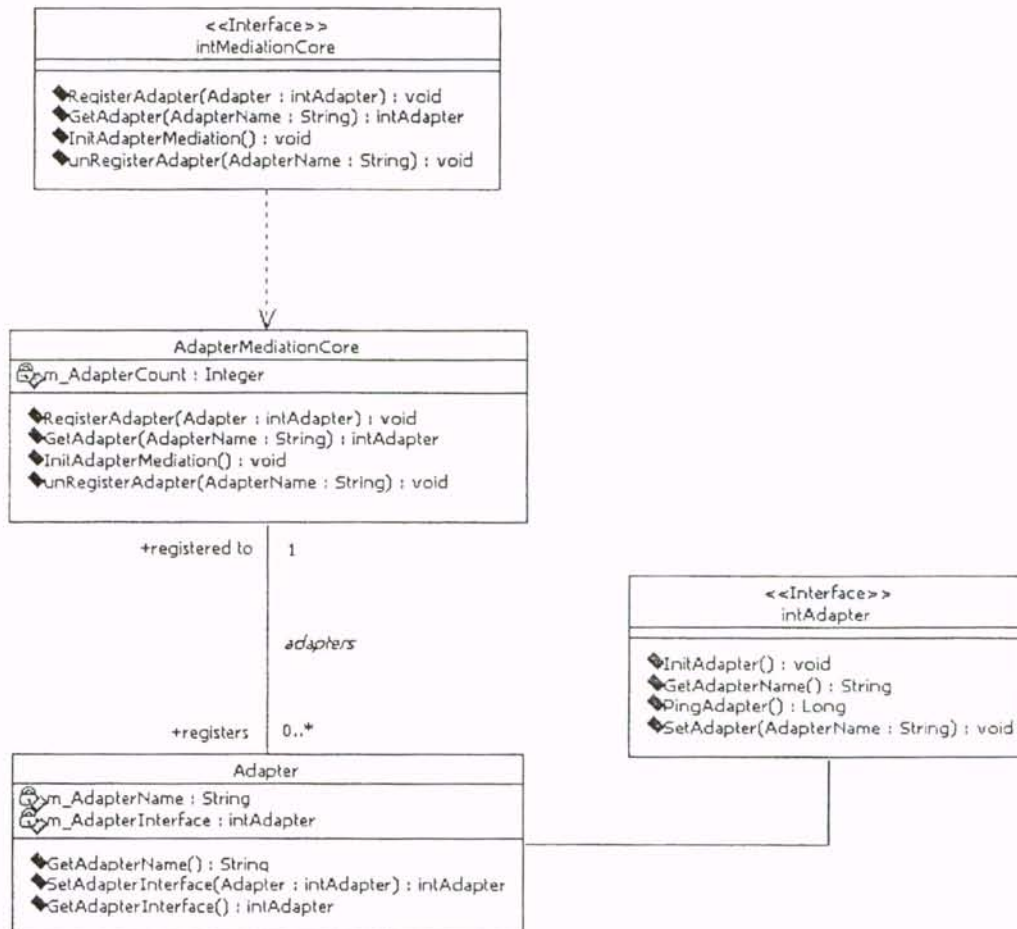 <<Interface>>
intMediationCore
RegisterAdapter(Adapter : intAdapter) : void
GetAdapter(AdapterName : String) : intAdapter
InitAdapterMediation() : void
unRegisterAdapter(AdapterName : String) : void
AdapterMediationCore
m_AdapterCount : Integer
RegisterAdapter(Adapter : intAdapter) : void
GetAdapter(AdapterName : String) : intAdapter
InitAdapterMediation() : void
unRegisterAdapter(AdapterName : String) : void
+registered to
1
adapters
+registers
0..*
<<Interface>>
intAdapter
InitAdapter() : void
GetAdapterName() : String
PingAdapter() : Long
SetAdapter(AdapterName : String) : void
Adapter
m_AdapterName : String
m_AdapterInterface : intAdapter
GetAdapterName() : String
SetAdapterInterface(Adapter : intAdapter) : intAdapter
GetAdapterInterface() : intAdapter